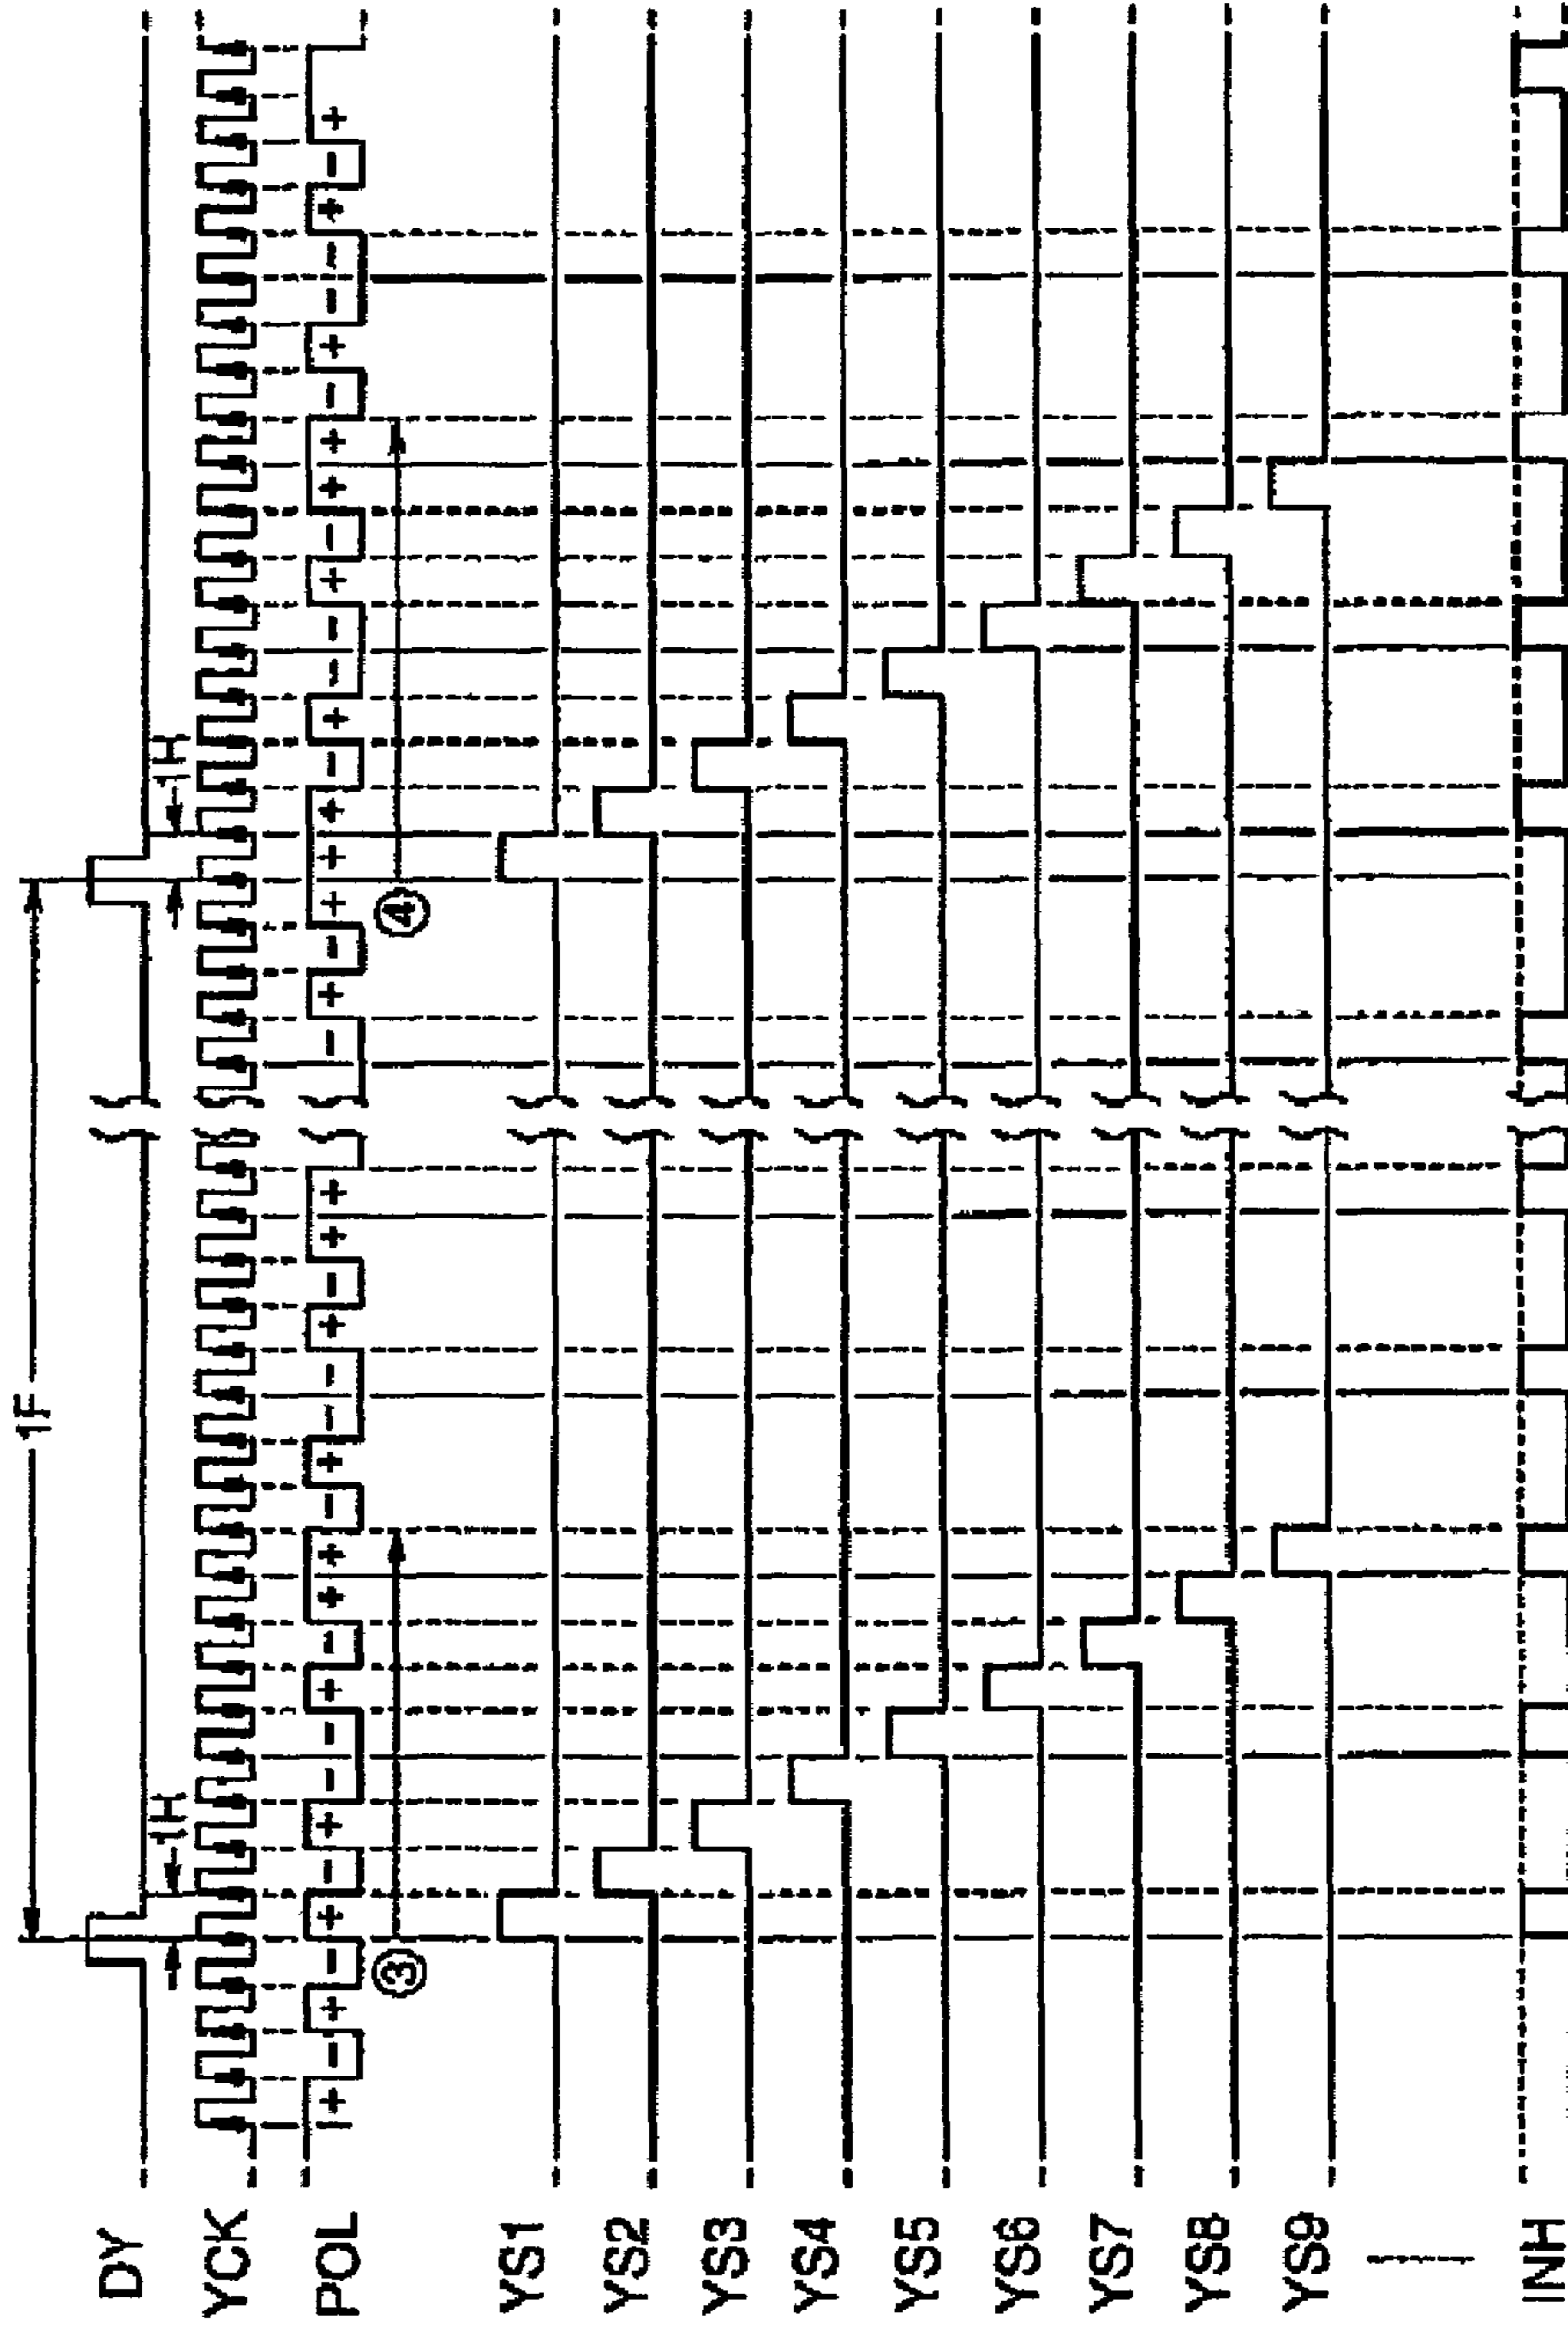 1F
DY
1H 1H
YCK
POL + − + − + − + − − + − + + − + − − + − + + − + − + + + − + − − + − + + − + − − + − +
③ ④
YS1
YS2
YS3
YS4
YS5
YS6
YS7
YS8
YS9
INH